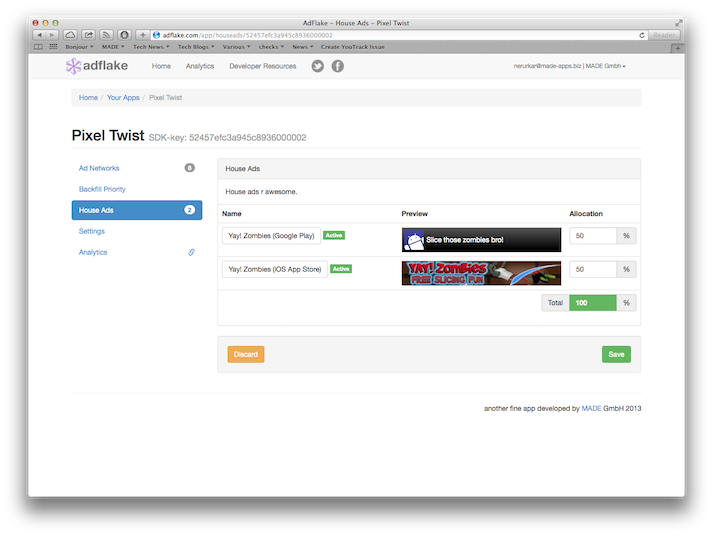 AdFlake – House Ads – Pixel Twist
adflake.com/app/houseads/52457efc3a945c8936000002
Reader
Bonjour MADE Tech News Tech Blogs Various checks News Create YouTrack Issue
adflake Home Analytics Developer Resources nerurkar@made-apps.biz | MADE Gmbh
Home / Your Apps / Pixel Twist
Pixel Twist SDK-key: 52457efc3a945c8936000002
Ad Networks 8
Backfill Priority
House Ads 2
Settings
Analytics
House Ads
House ads r awesome.
Name Preview Allocation
Yay! Zombies (Google Play) Active Slice those zombies bro! 50 %
Yay! Zombies (iOS App Store) Active YAY! ZOMBIES FREE SLICING FUN 50 %
Total 100 %
Discard Save
another fine app developed by MADE GmbH 2013